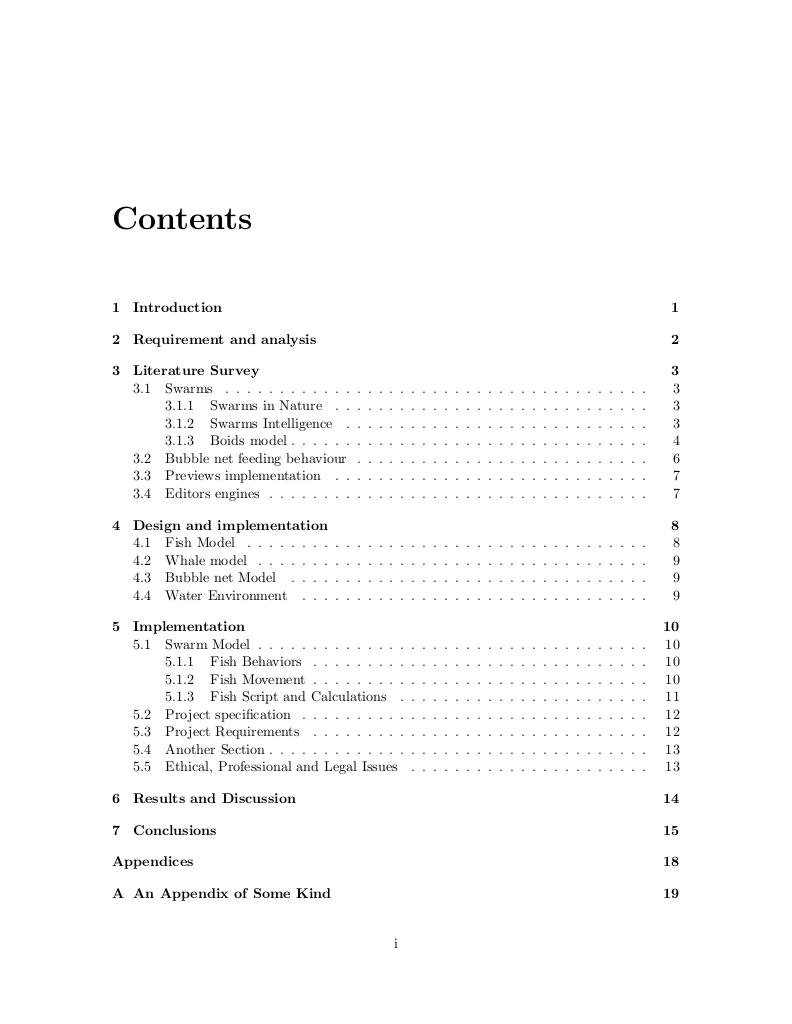 Contents
1 Introduction 1
2 Requirement and analysis 2
3 Literature Survey 3
3.1 Swarms . . . . . . . . . . . . . . . . . . . . . . . . . . . . . . . . . . . . . . . 3
3.1.1 Swarms in Nature . . . . . . . . . . . . . . . . . . . . . . . . . . . . . 3
3.1.2 Swarms Intelligence . . . . . . . . . . . . . . . . . . . . . . . . . . . . 3
3.1.3 Boids model . . . . . . . . . . . . . . . . . . . . . . . . . . . . . . . . . 4
3.2 Bubble net feeding behaviour . . . . . . . . . . . . . . . . . . . . . . . . . . . 6
3.3 Previews implementation . . . . . . . . . . . . . . . . . . . . . . . . . . . . . 7
3.4 Editors engines . . . . . . . . . . . . . . . . . . . . . . . . . . . . . . . . . . . 7
4 Design and implementation 8
4.1 Fish Model . . . . . . . . . . . . . . . . . . . . . . . . . . . . . . . . . . . . . 8
4.2 Whale model . . . . . . . . . . . . . . . . . . . . . . . . . . . . . . . . . . . . 9
4.3 Bubble net Model . . . . . . . . . . . . . . . . . . . . . . . . . . . . . . . . . 9
4.4 Water Environment . . . . . . . . . . . . . . . . . . . . . . . . . . . . . . . . 9
5 Implementation 10
5.1 Swarm Model . . . . . . . . . . . . . . . . . . . . . . . . . . . . . . . . . . . . 10
5.1.1 Fish Behaviors . . . . . . . . . . . . . . . . . . . . . . . . . . . . . . . 10
5.1.2 Fish Movement . . . . . . . . . . . . . . . . . . . . . . . . . . . . . . . 10
5.1.3 Fish Script and Calculations . . . . . . . . . . . . . . . . . . . . . . . 11
5.2 Project specification . . . . . . . . . . . . . . . . . . . . . . . . . . . . . . . . 12
5.3 Project Requirements . . . . . . . . . . . . . . . . . . . . . . . . . . . . . . . 12
5.4 Another Section . . . . . . . . . . . . . . . . . . . . . . . . . . . . . . . . . . . 13
5.5 Ethical, Professional and Legal Issues . . . . . . . . . . . . . . . . . . . . . . 13
6 Results and Discussion 14
7 Conclusions 15
Appendices 18
A An Appendix of Some Kind 19
i